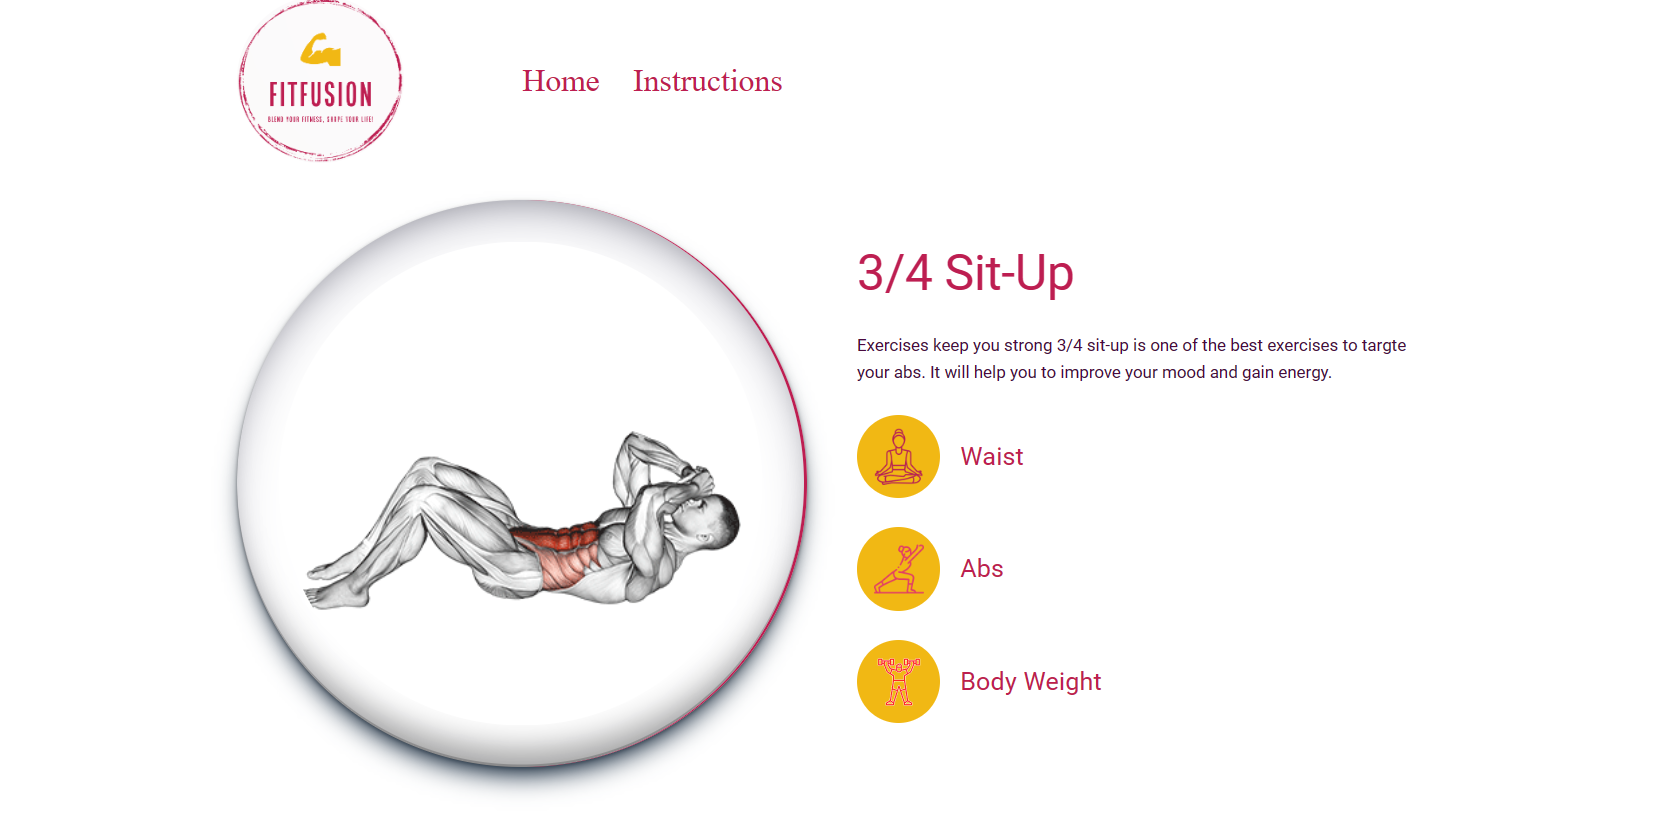 FITFUSION
BLEND YOUR FITNESS, SHAPE YOUR LIFE!
Home Instructions
3/4 Sit-Up
Exercises keep you strong 3/4 sit-up is one of the best exercises to targte
your abs. It will help you to improve your mood and gain energy.
Waist
Abs
Body Weight